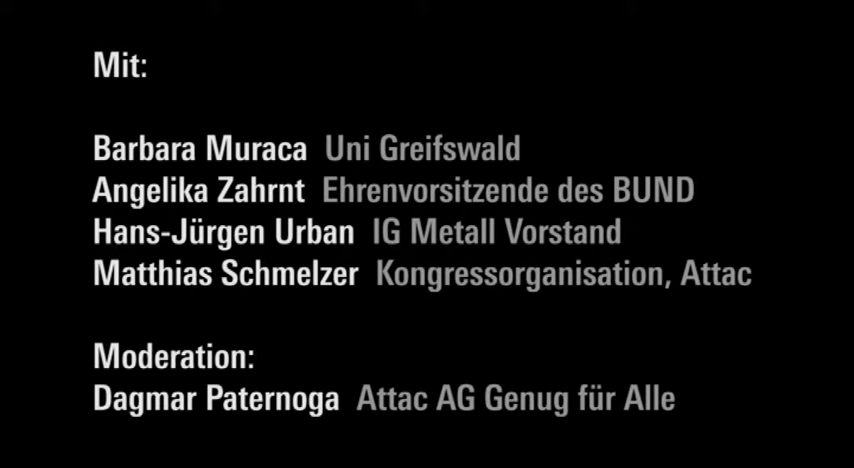 Mit:
Barbara Muraca Uni Greifswald
Angelika Zahrnt Ehrenvorsitzende des BUND
Hans-Jürgen Urban IG Metall Vorstand
Matthias Schmelzer Kongressorganisation, Attac
Moderation:
Dagmar Paternoga Attac AG Genug für Alle